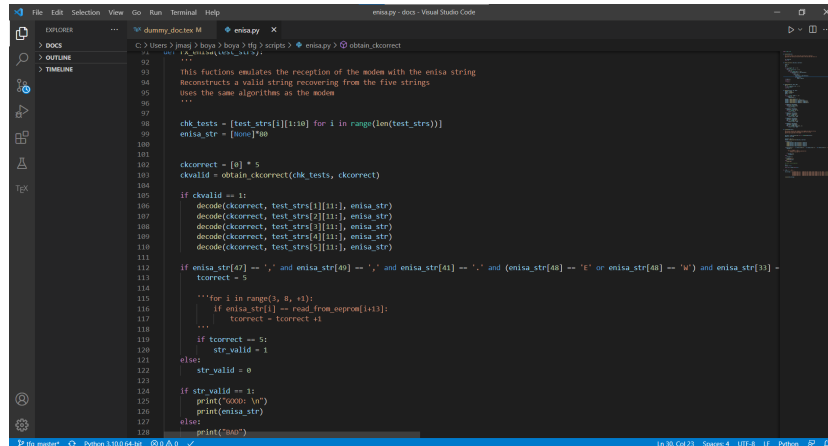 File Edit Selection View Go Run Terminal Help
enisa.py - docs - Visual Studio Code
EXPLORER
dummy_doc.tex M
enisa.py
DOCS
OUTLINE
TIMELINE
C: > Users > jmasj > boya > boya > tfg > scripts > enisa.py > obtain_ckcorrect
91 def rx_enisa(test_strs):
92 '''
93 This fuctions emulates the reception of the modem with the enisa string
94 Reconstructs a valid string recovering from the five strings
95 Uses the same algorithms as the modem
96 '''
97
98 chk_tests = [test_strs[i][1:10] for i in range(len(test_strs))]
99 enisa_str = [None]*80
100
101
102 ckcorrect = [0] * 5
103 ckvalid = obtain_ckcorrect(chk_tests, ckcorrect)
104
105 if ckvalid == 1:
106 decode(ckcorrect, test_strs[1][11:], enisa_str)
107 decode(ckcorrect, test_strs[2][11:], enisa_str)
108 decode(ckcorrect, test_strs[3][11:], enisa_str)
109 decode(ckcorrect, test_strs[4][11:], enisa_str)
110 decode(ckcorrect, test_strs[5][11:], enisa_str)
111
112 if enisa_str[47] == ',' and enisa_str[49] == ',' and enisa_str[41] == '.' and (enisa_str[48] == 'E' or enisa_str[48] == 'W') and enisa_str[33] =
113 tcorrect = 5
114
115 '''for i in range(3, 8, +1):
116 if enisa_str[i] == read_from_eeprom[i+13]:
117 tcorrect = tcorrect +1
118 '''
119 if tcorrect == 5:
120 str_valid = 1
121 else:
122 str_valid = 0
123
124 if str_valid == 1:
125 print("GOOD: \n")
126 print(enisa_str)
127 else:
128 print("BAD")
TEX
master* Python 3.10.0 64-bit 0 0
Ln 30, Col 23 Spaces: 4 UTF-8 LF Python